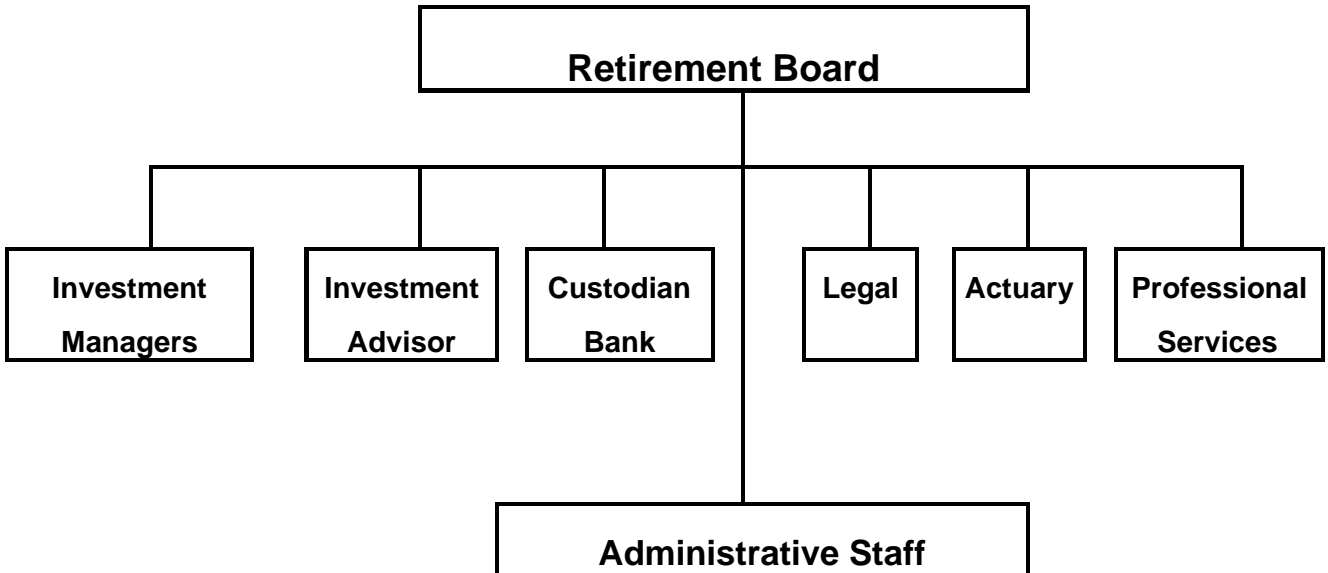 Retirement Board
Investment
Managers
Investment
Advisor
Custodian
Bank
Legal
Actuary
Professional
Services
Administrative Staff